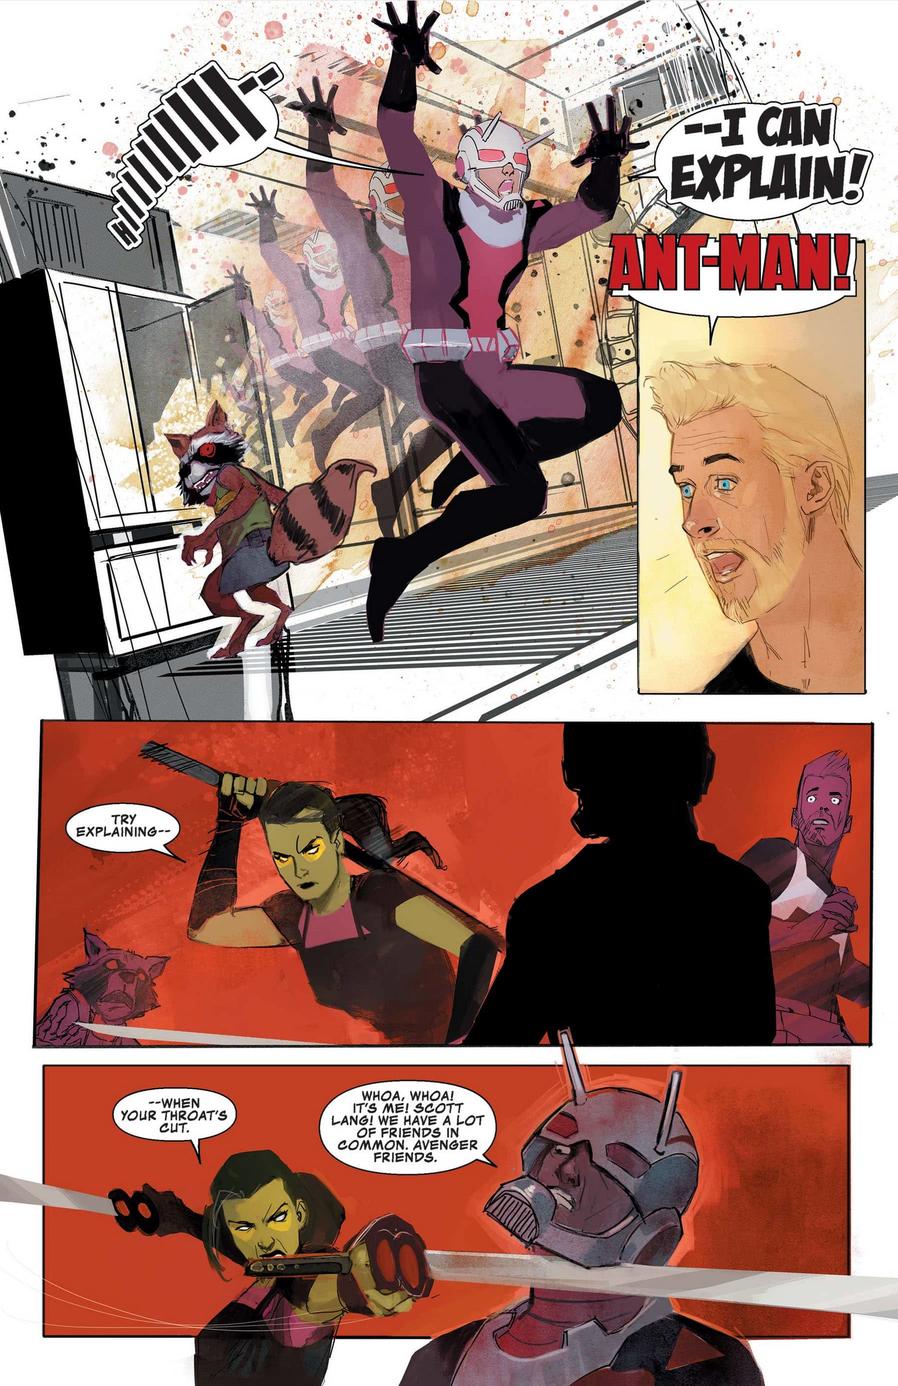 --I CAN
EXPLAIN!
ANT-MAN!
TRY
EXPLAINING--
--WHEN
YOUR THROAT'S
CUT.
WHOA, WHOA!
IT'S ME! SCOTT
LANG! WE HAVE A LOT
OF FRIENDS IN
COMMON. AVENGER
FRIENDS.